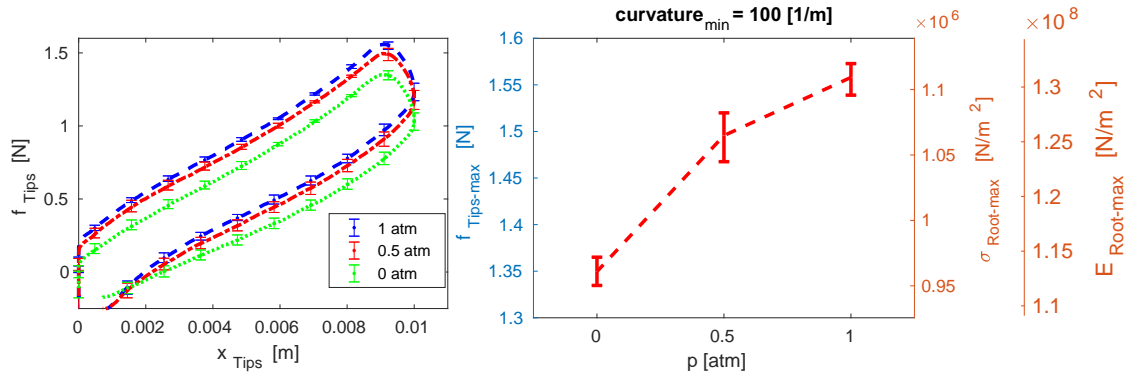 f Tips [N]
1.5
1
0.5
0
0 0.002 0.004 0.006 0.008 0.01
x Tips [m]
1 atm
0.5 atm
0 atm
curvature min = 100 [1/m]
f Tips-max [N]
1.6
1.55
1.5
1.45
1.4
1.35
1.3
0 0.5 1
p [atm]
×10^6
1.1
1.05
1
0.95
σ Root-max [N/m^2]
×10^8
1.3
1.25
1.2
1.15
1.1
E Root-max [N/m^2]